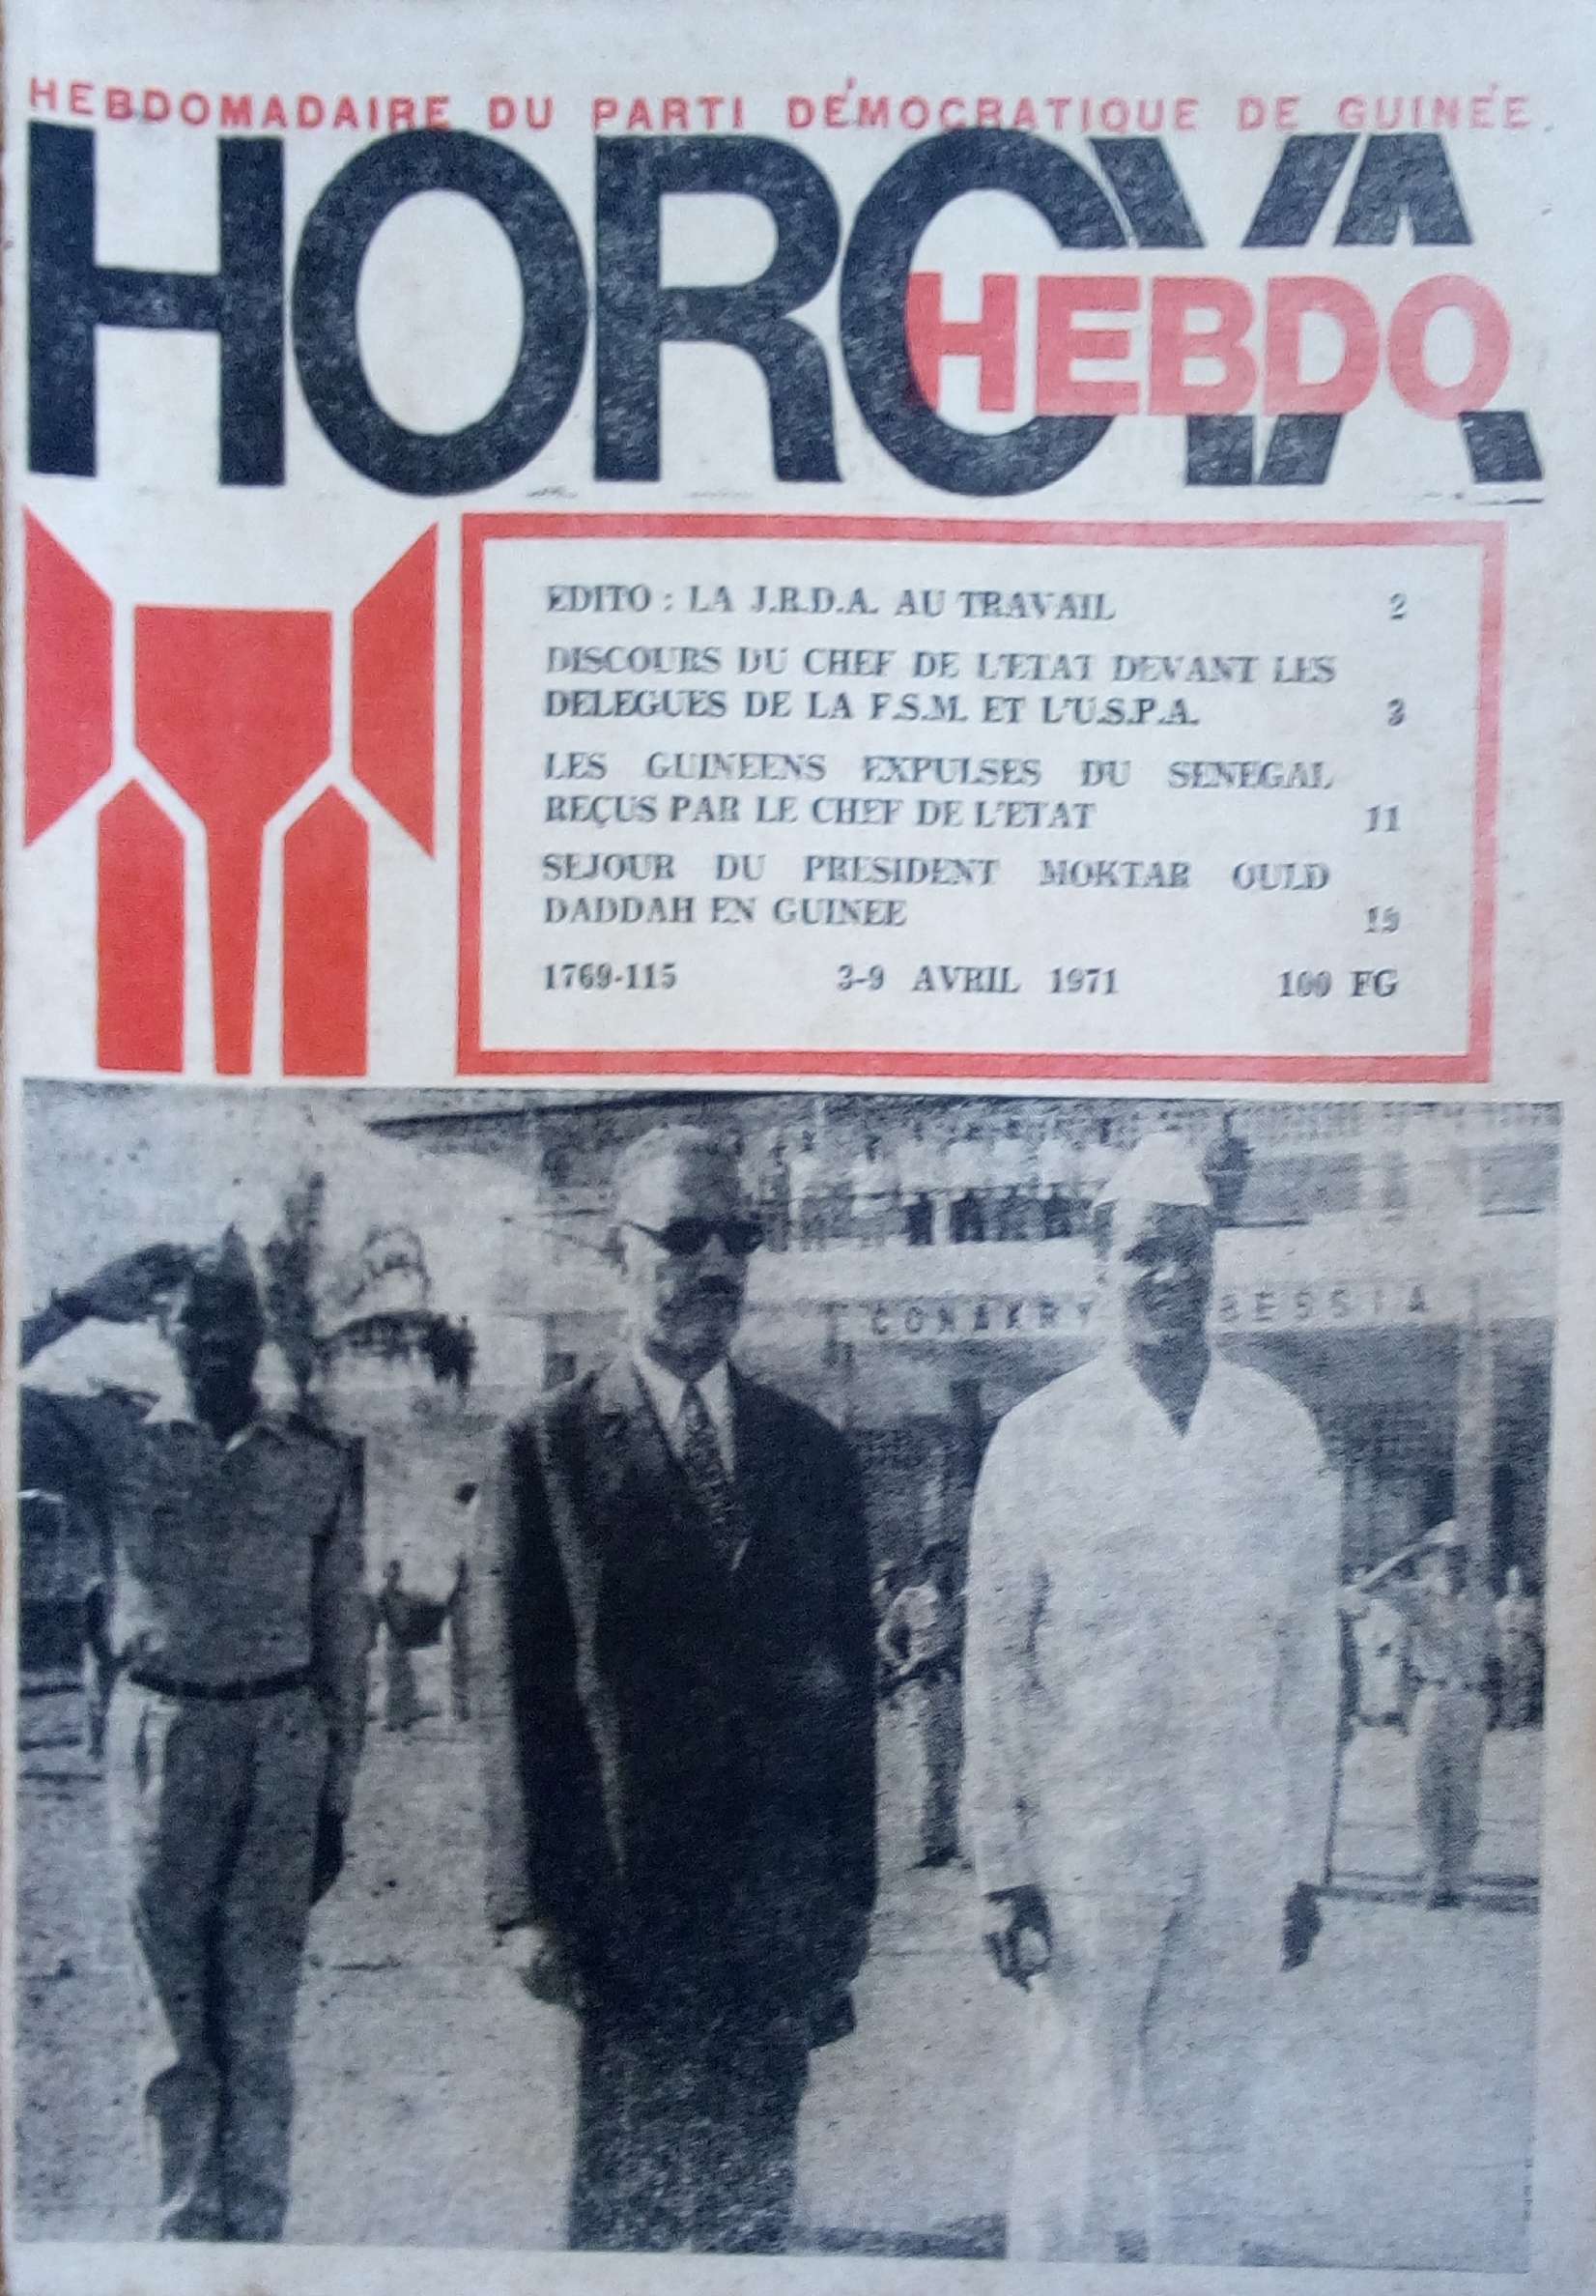 HEBDOMADAIRE DU PARTI DÉMOCRATIQUE DE GUINÉE
HOROYA
HEBDO
EDITO : LA J.R.D.A. AU TRAVAIL 2
DISCOURS DU CHEF DE L'ETAT DEVANT LES
DELEGUES DE LA F.S.M. ET L'U.S.P.A. 3
LES GUINEENS EXPULSES DU SENEGAL
REÇUS PAR LE CHEF DE L'ETAT 11
SEJOUR DU PRESIDENT MOKTAR OULD
DADDAH EN GUINEE 19
1769-115 3-9 AVRIL 1971 100 FG
CONAKRY GBESSIA